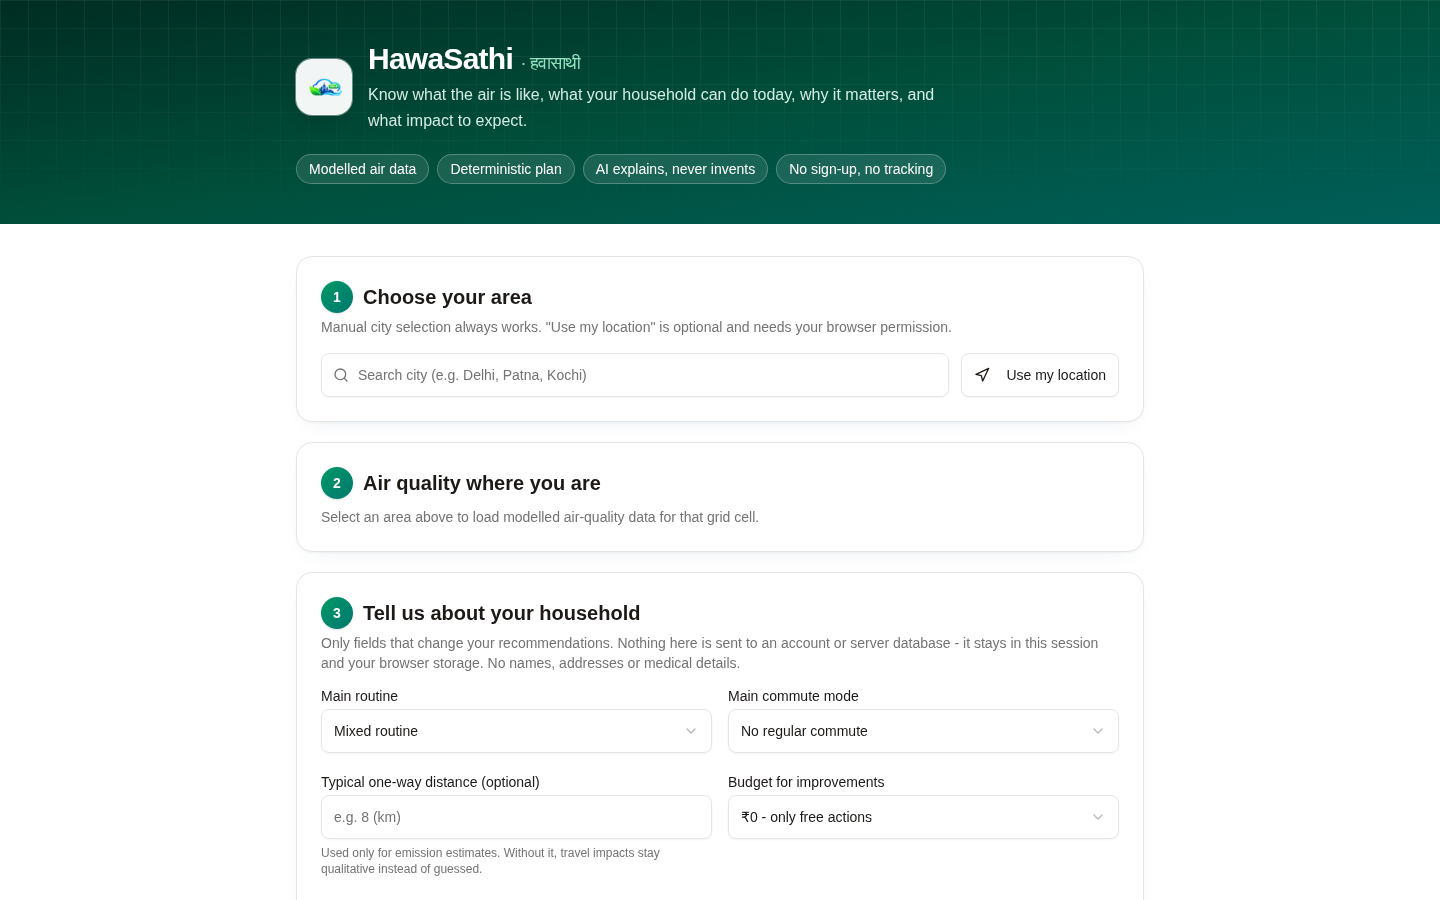 HawaSathi · हवासाथी
Know what the air is like, what your household can do today, why it matters, and
what impact to expect.
Modelled air data
Deterministic plan
AI explains, never invents
No sign-up, no tracking
1 Choose your area
Manual city selection always works. "Use my location" is optional and needs your browser permission.
Search city (e.g. Delhi, Patna, Kochi)
Use my location
2 Air quality where you are
Select an area above to load modelled air-quality data for that grid cell.
3 Tell us about your household
Only fields that change your recommendations. Nothing here is sent to an account or server database - it stays in this session
and your browser storage. No names, addresses or medical details.
Main routine
Mixed routine
Main commute mode
No regular commute
Typical one-way distance (optional)
e.g. 8 (km)
Used only for emission estimates. Without it, travel impacts stay
qualitative instead of guessed.
Budget for improvements
₹0 - only free actions